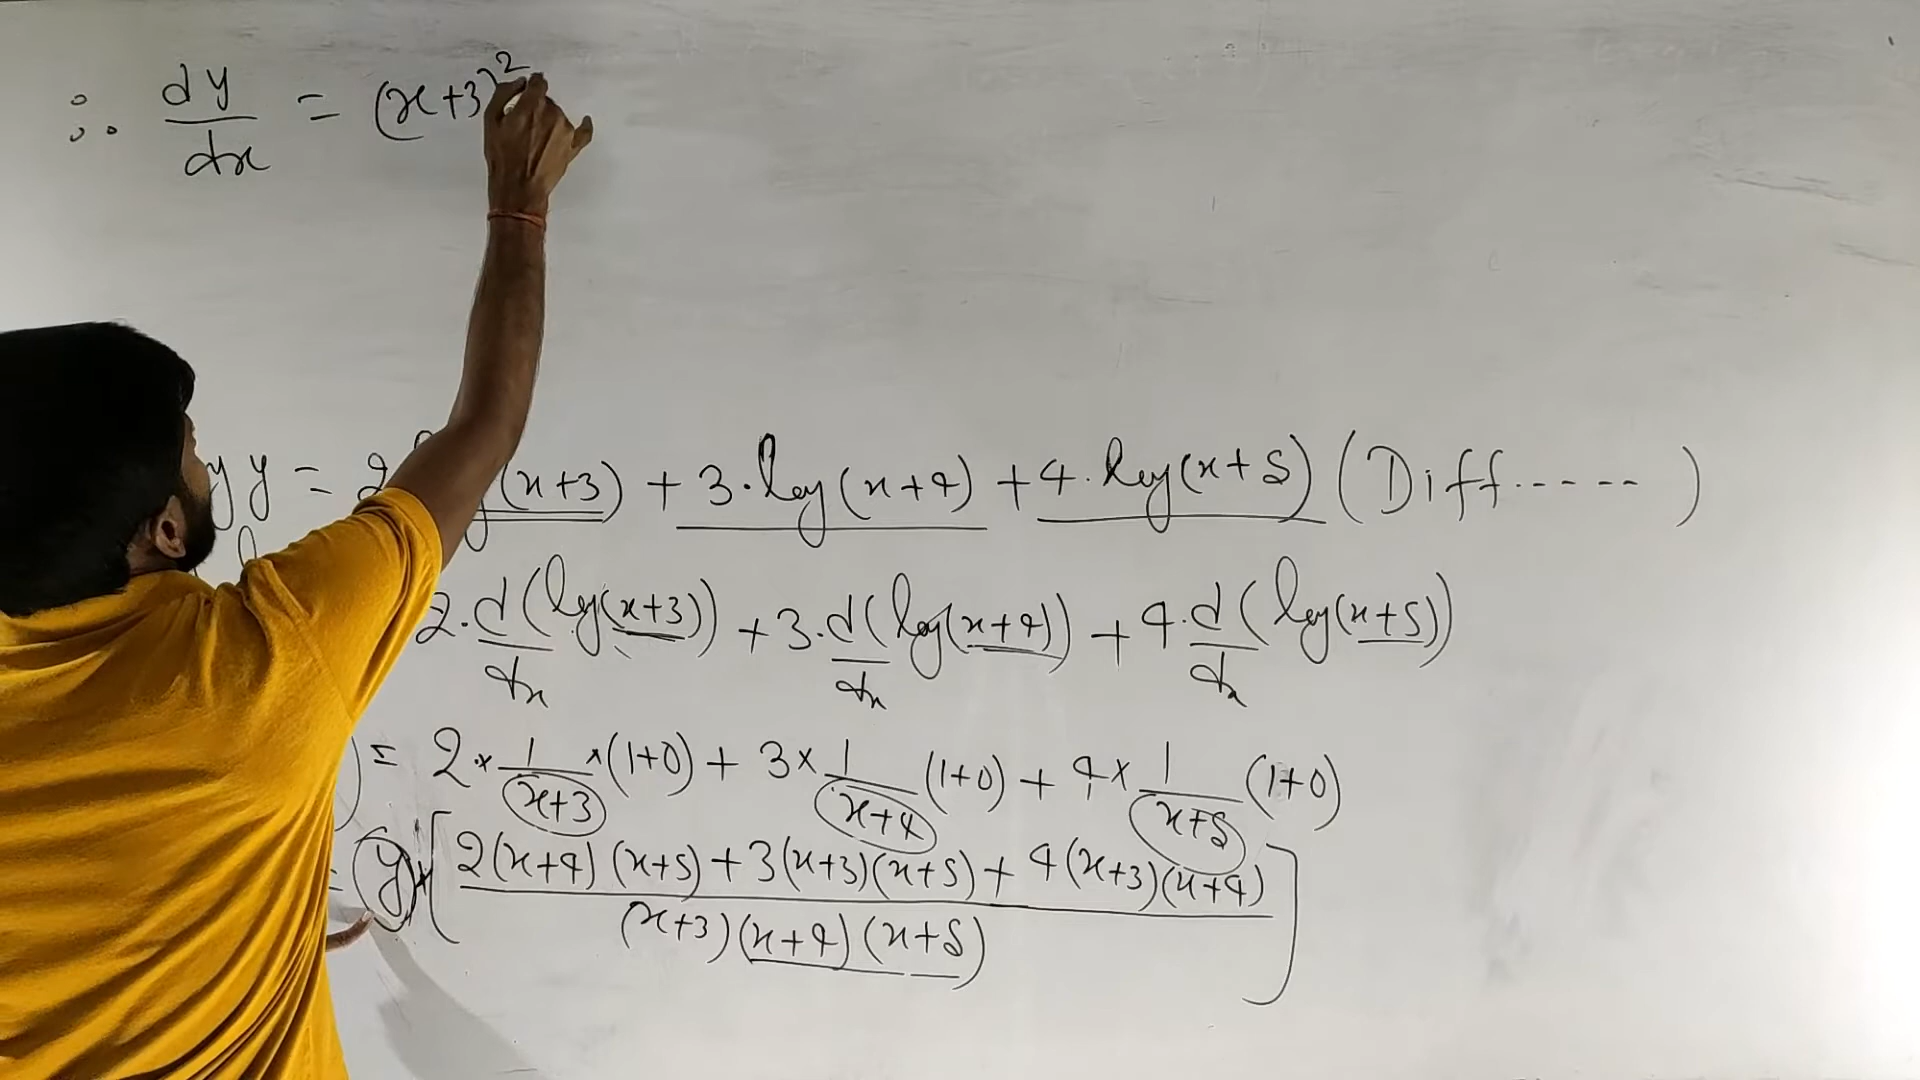 ∴ dy/dx = (x+3)²
y = 2 (x+3) + 3·log(x+4) + 4·log(x+5) (Diff.....)
2·d/dx(log(x+3)) + 3·d/dx(log(x+4)) + 4·d/dx(log(x+5))
) = 2×1/(x+3)×(1+0) + 3×1/(x+4)(1+0) + 4×1/(x+5)(1+0)
= y×[2(x+4)(x+5)+3(x+3)(x+5)+4(x+3)(x+4)/(x+3)(x+4)(x+5)]